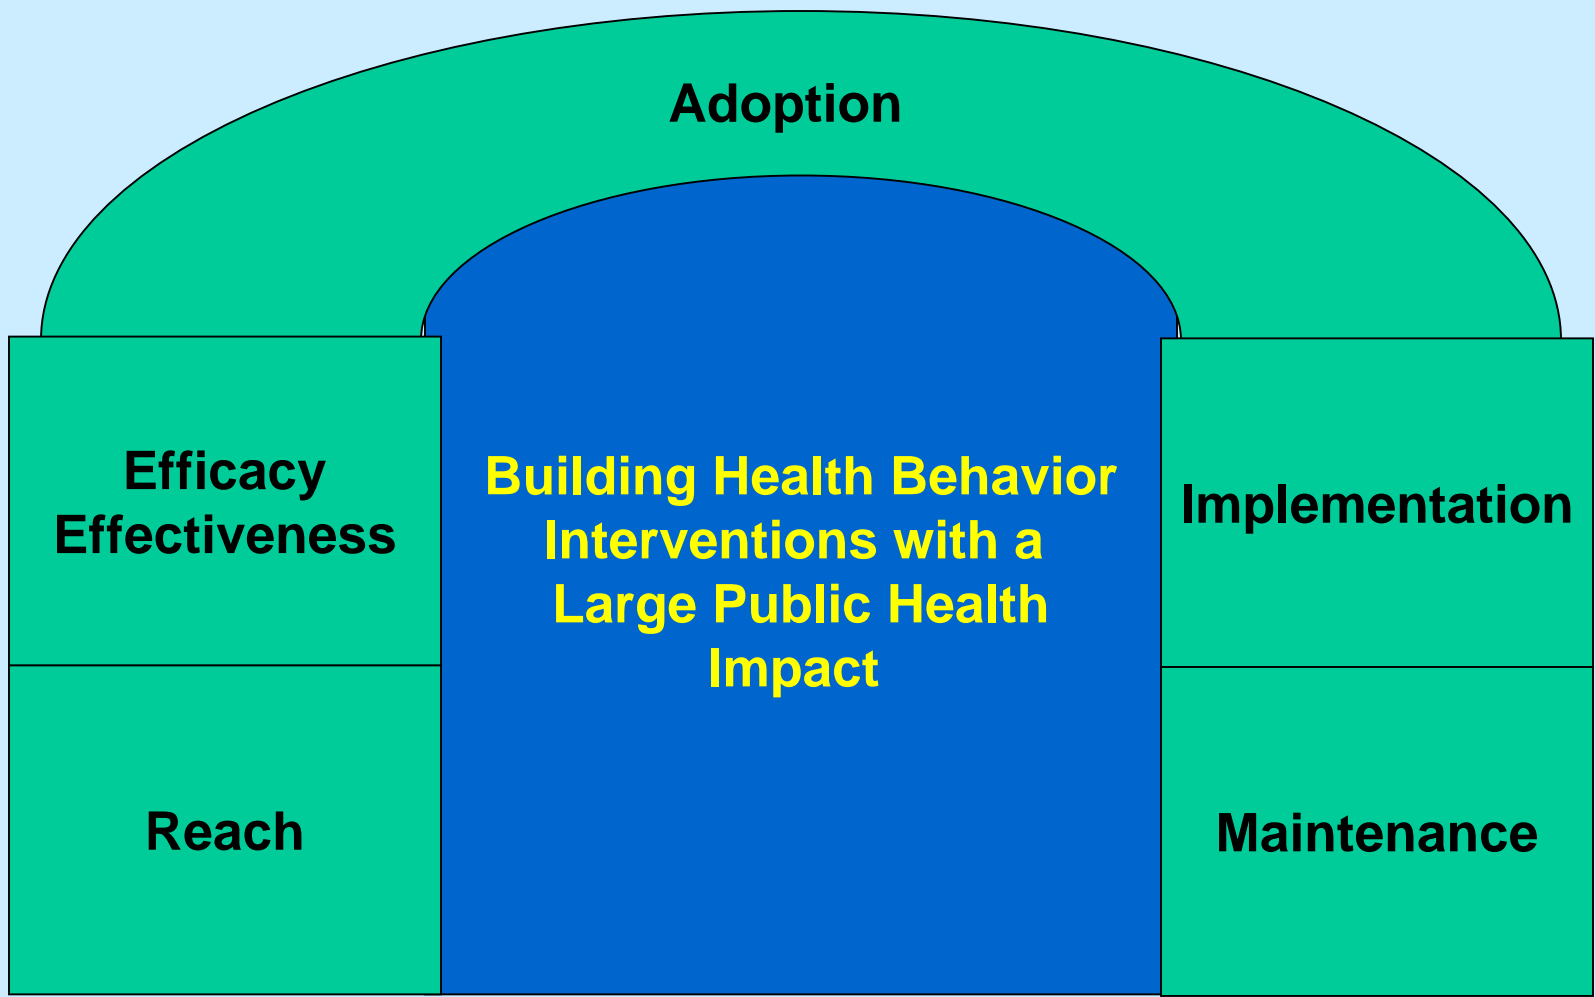 Adoption
Efficacy
Effectiveness
Reach
Building Health Behavior
Interventions with a
Large Public Health
Impact
Implementation
Maintenance